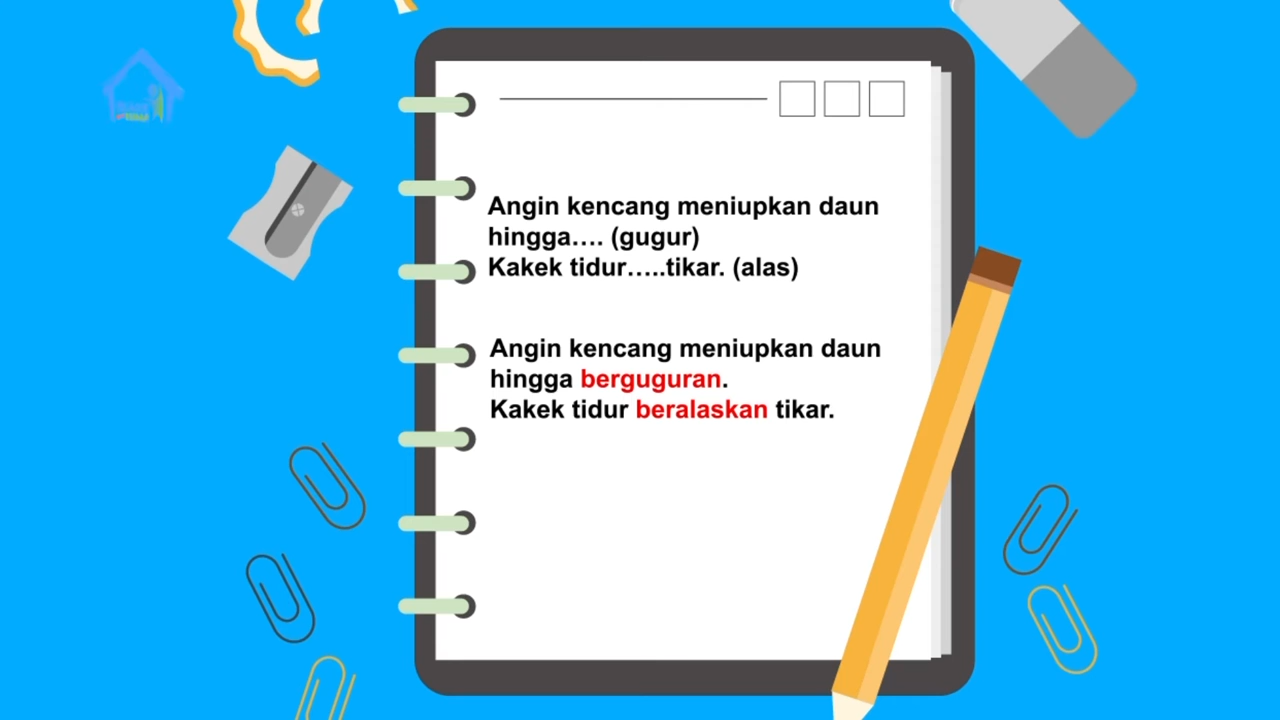 Angin kencang meniupkan daun
hingga.... (gugur)
Kakek tidur.....tikar. (alas)
Angin kencang meniupkan daun
hingga berguguran.
Kakek tidur beralaskan tikar.